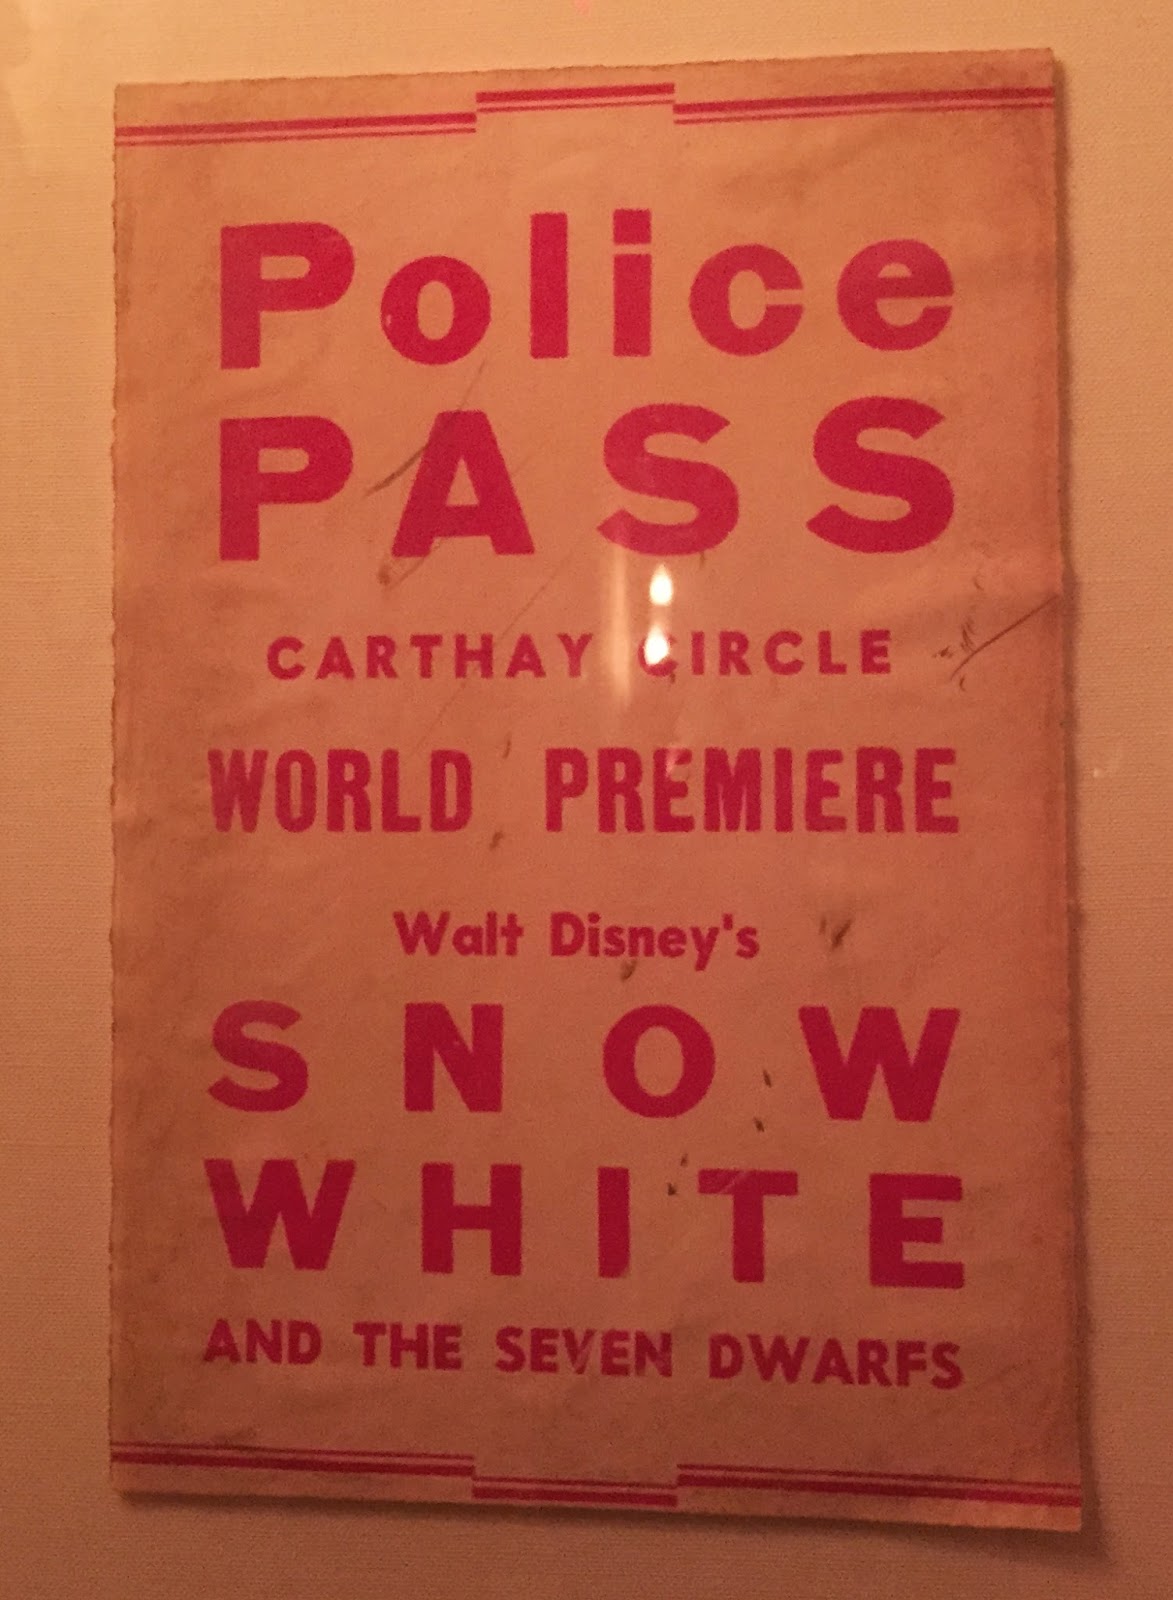 Police
PASS
CARTHAY CIRCLE
WORLD PREMIERE
Walt Disney's
SNOW
WHITE
AND THE SEVEN DWARFS